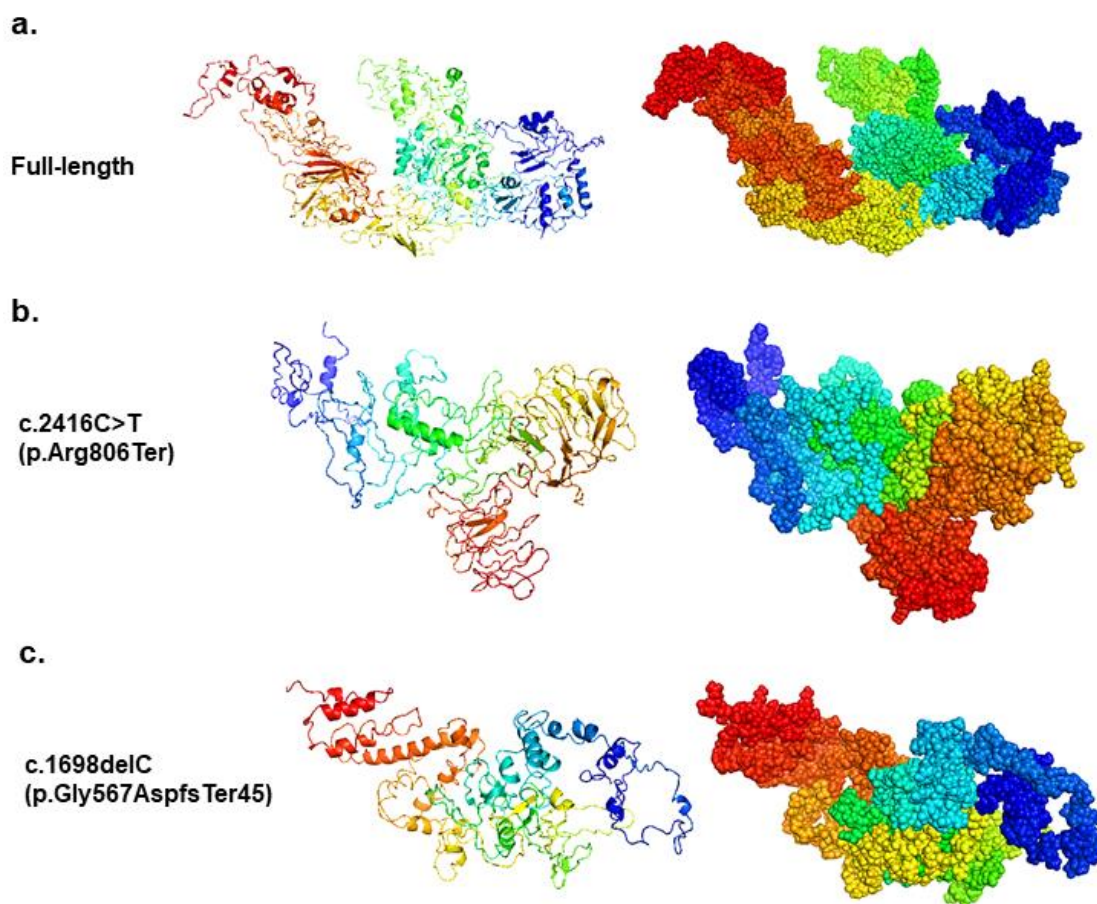 a.
Full-length
b.
c.2416C>T
(p.Arg806Ter)
c.
c.1698delC
(p.Gly567AspfsTer45)